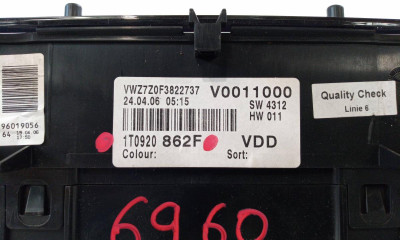 VWZ7Z0F3822737 V0011000
24.04.06 05:15 SW 4312
HW 011
1T0920 862F VDD
Colour: Sort:
Quality Check
Linie 6
96019056
6960